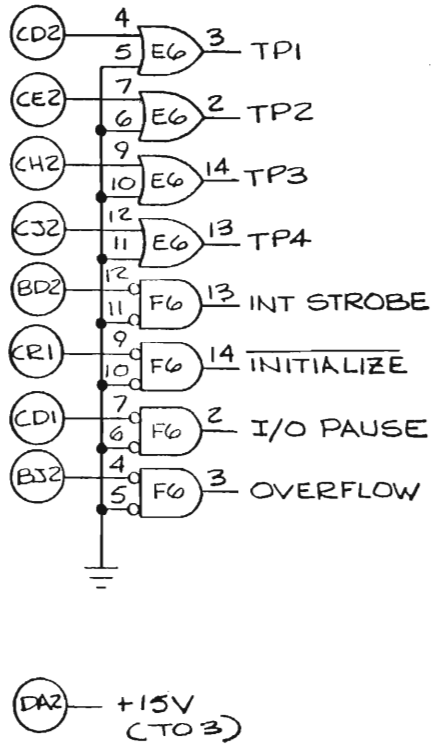 CD2 4 5 E6 3 TP1
CE2 7 6 E6 2 TP2
CH2 9 10 E6 14 TP3
CJ2 12 11 E6 13 TP4
BD2 12 11 F6 13 INT STROBE
CR1 9 10 F6 14 INITIALIZE
CD1 7 6 F6 2 I/O PAUSE
BJ2 4 5 F6 3 OVERFLOW
DA2 +15V
(TO 3)